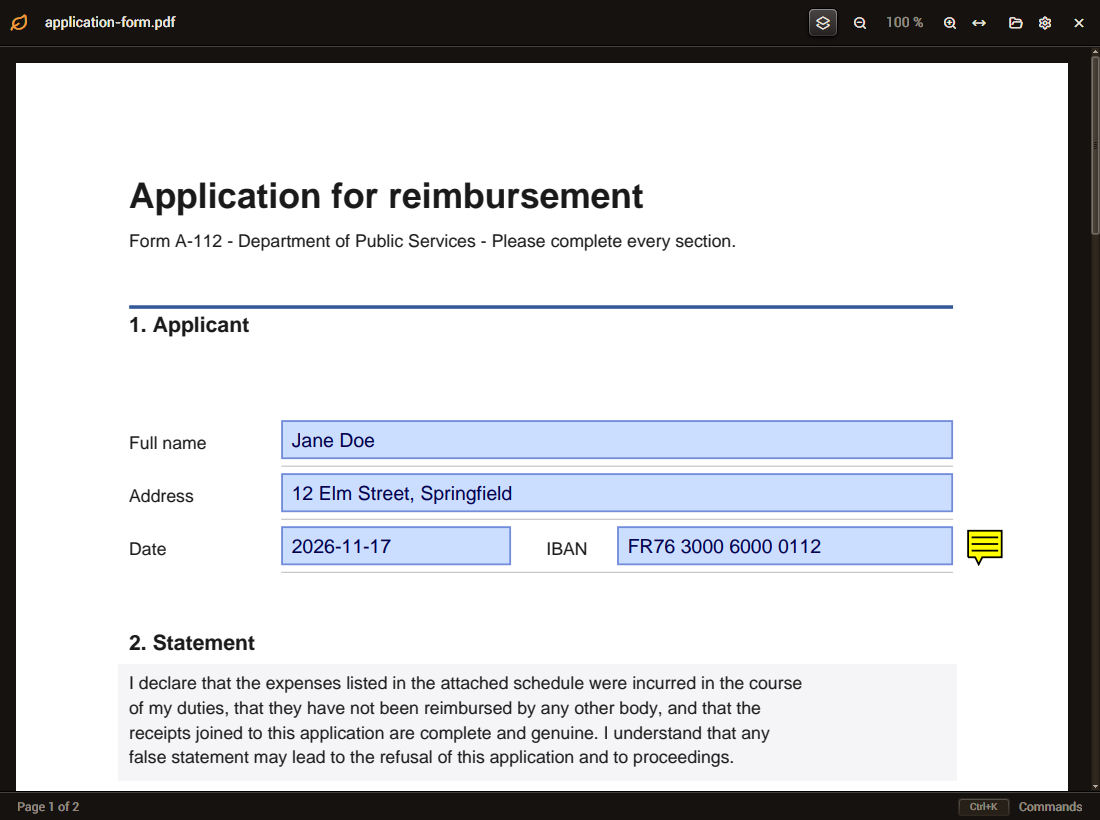 application-form.pdf
100 %
Application for reimbursement
Form A-112 - Department of Public Services - Please complete every section.
1. Applicant
Full name Jane Doe
Address 12 Elm Street, Springfield
Date 2026-11-17 IBAN FR76 3000 6000 0112
2. Statement
I declare that the expenses listed in the attached schedule were incurred in the course
of my duties, that they have not been reimbursed by any other body, and that the
receipts joined to this application are complete and genuine. I understand that any
false statement may lead to the refusal of this application and to proceedings.
Page 1 of 2
Ctrl+K Commands